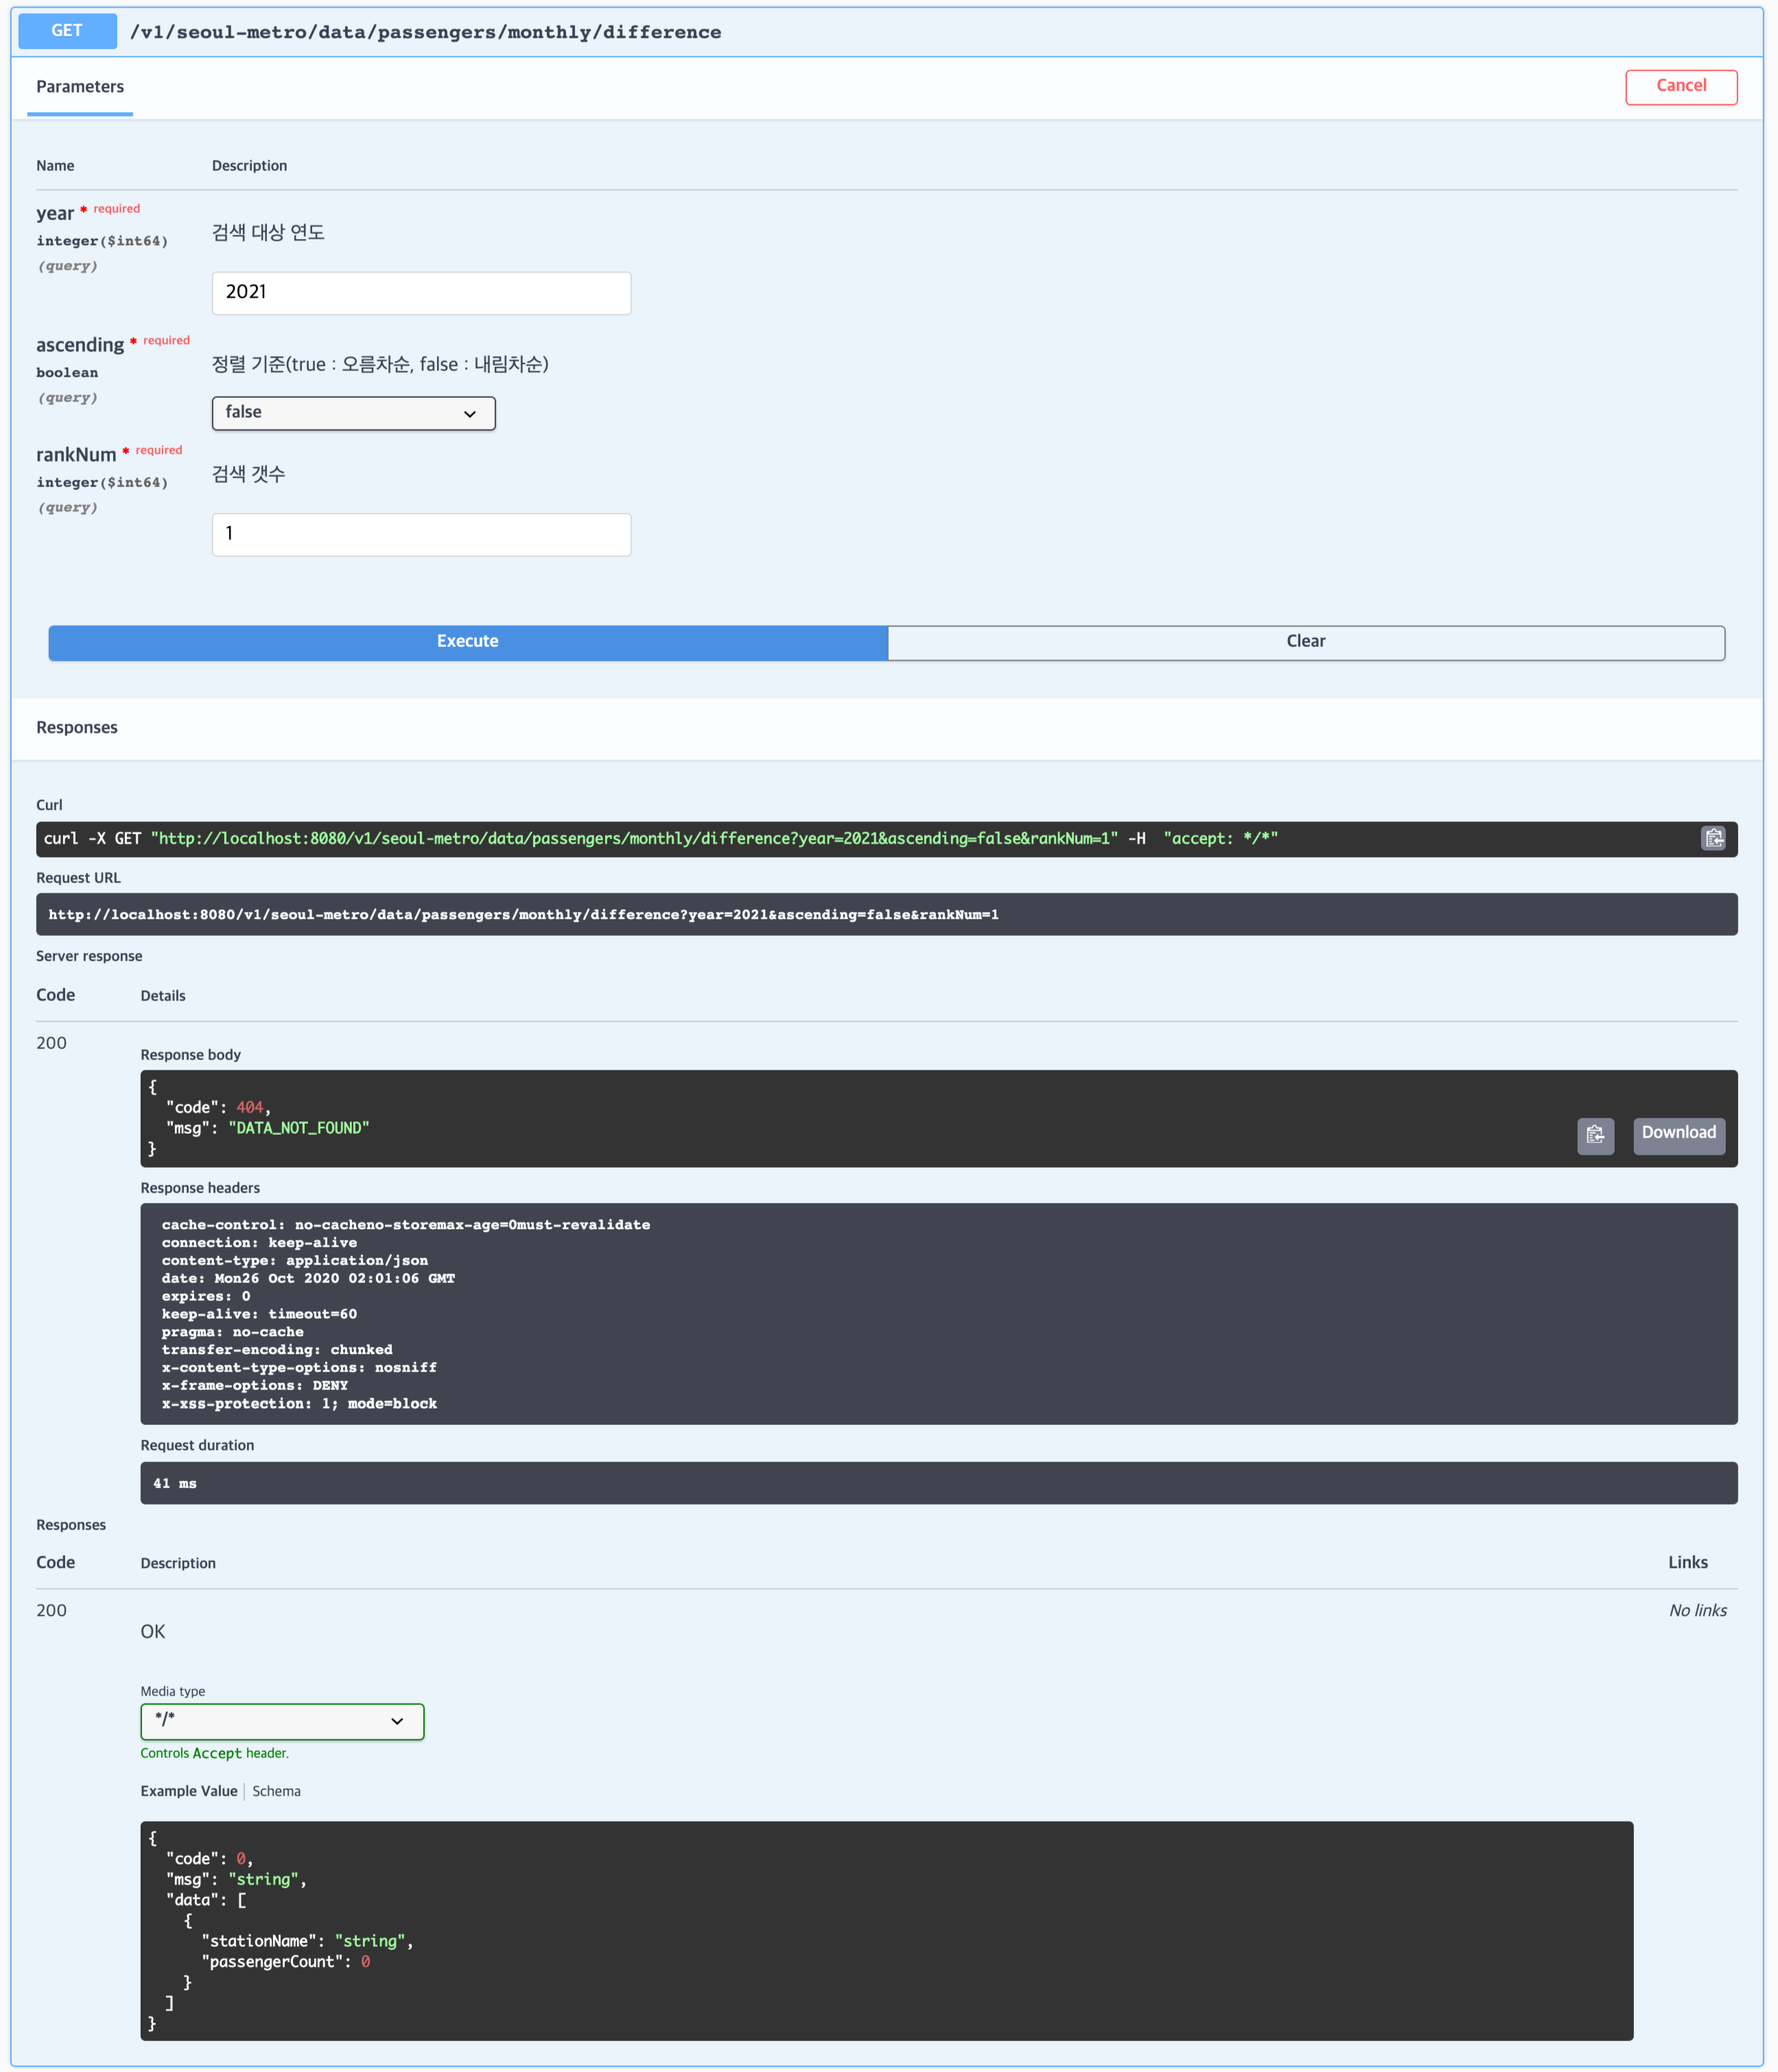 GET /v1/seoul-metro/data/passengers/monthly/difference
Parameters
Cancel
Name Description
year * required
integer($int64)
(query)
검색 대상 연도
2021
ascending * required
boolean
(query)
정렬 기준(true : 오름차순, false : 내림차순)
false
rankNum * required
integer($int64)
(query)
검색 갯수
1
Execute Clear
Responses
Curl
curl -X GET "http://localhost:8080/v1/seoul-metro/data/passengers/monthly/difference?year=2021&ascending=false&rankNum=1" -H  "accept: */*"
Request URL
http://localhost:8080/v1/seoul-metro/data/passengers/monthly/difference?year=2021&ascending=false&rankNum=1
Server response
Code Details
200
Response body
{
  "code": 404,
  "msg": "DATA_NOT_FOUND"
}
Download
Response headers
cache-control: no-cacheno-storemax-age=0must-revalidate
connection: keep-alive
content-type: application/json
date: Mon26 Oct 2020 02:01:06 GMT
expires: 0
keep-alive: timeout=60
pragma: no-cache
transfer-encoding: chunked
x-content-type-options: nosniff
x-frame-options: DENY
x-xss-protection: 1; mode=block
Request duration
41 ms
Responses
Code Description Links
200
OK
No links
Media type
*/*
Controls Accept header.
Example Value Schema
{
  "code": 0,
  "msg": "string",
  "data": [
    {
      "stationName": "string",
      "passengerCount": 0
    }
  ]
}